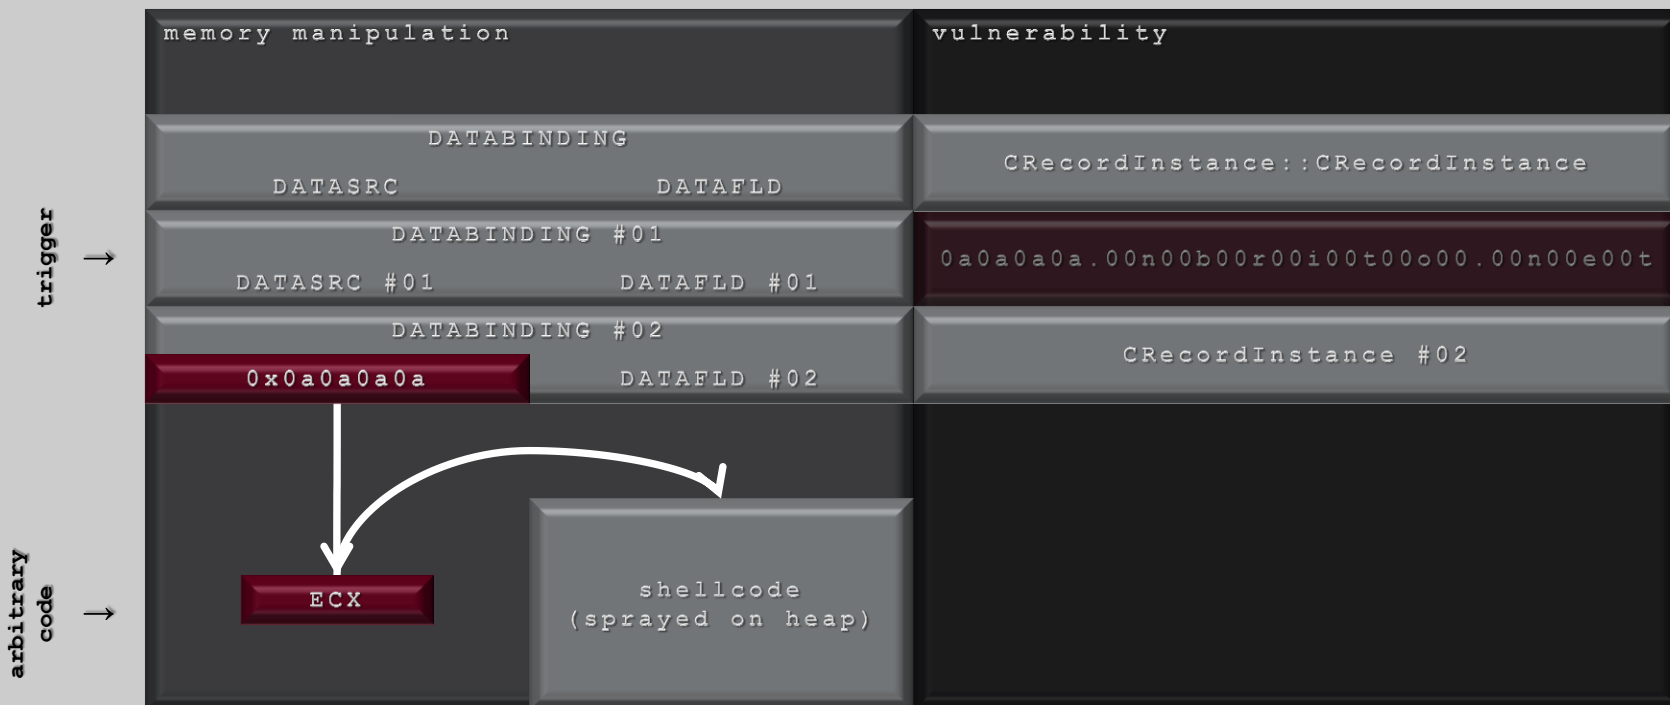 memory manipulation
vulnerability
DATABINDING
DATASRC DATAFLD
CRecordInstance::CRecordInstance
trigger →
DATABINDING #01
DATASRC #01 DATAFLD #01
0a0a0a0a.00n00b00r00i00t00o00.00n00e00t
DATABINDING #02
0x0a0a0a0a DATAFLD #02
CRecordInstance #02
arbitrary
code →
ECX
shellcode
(sprayed on heap)